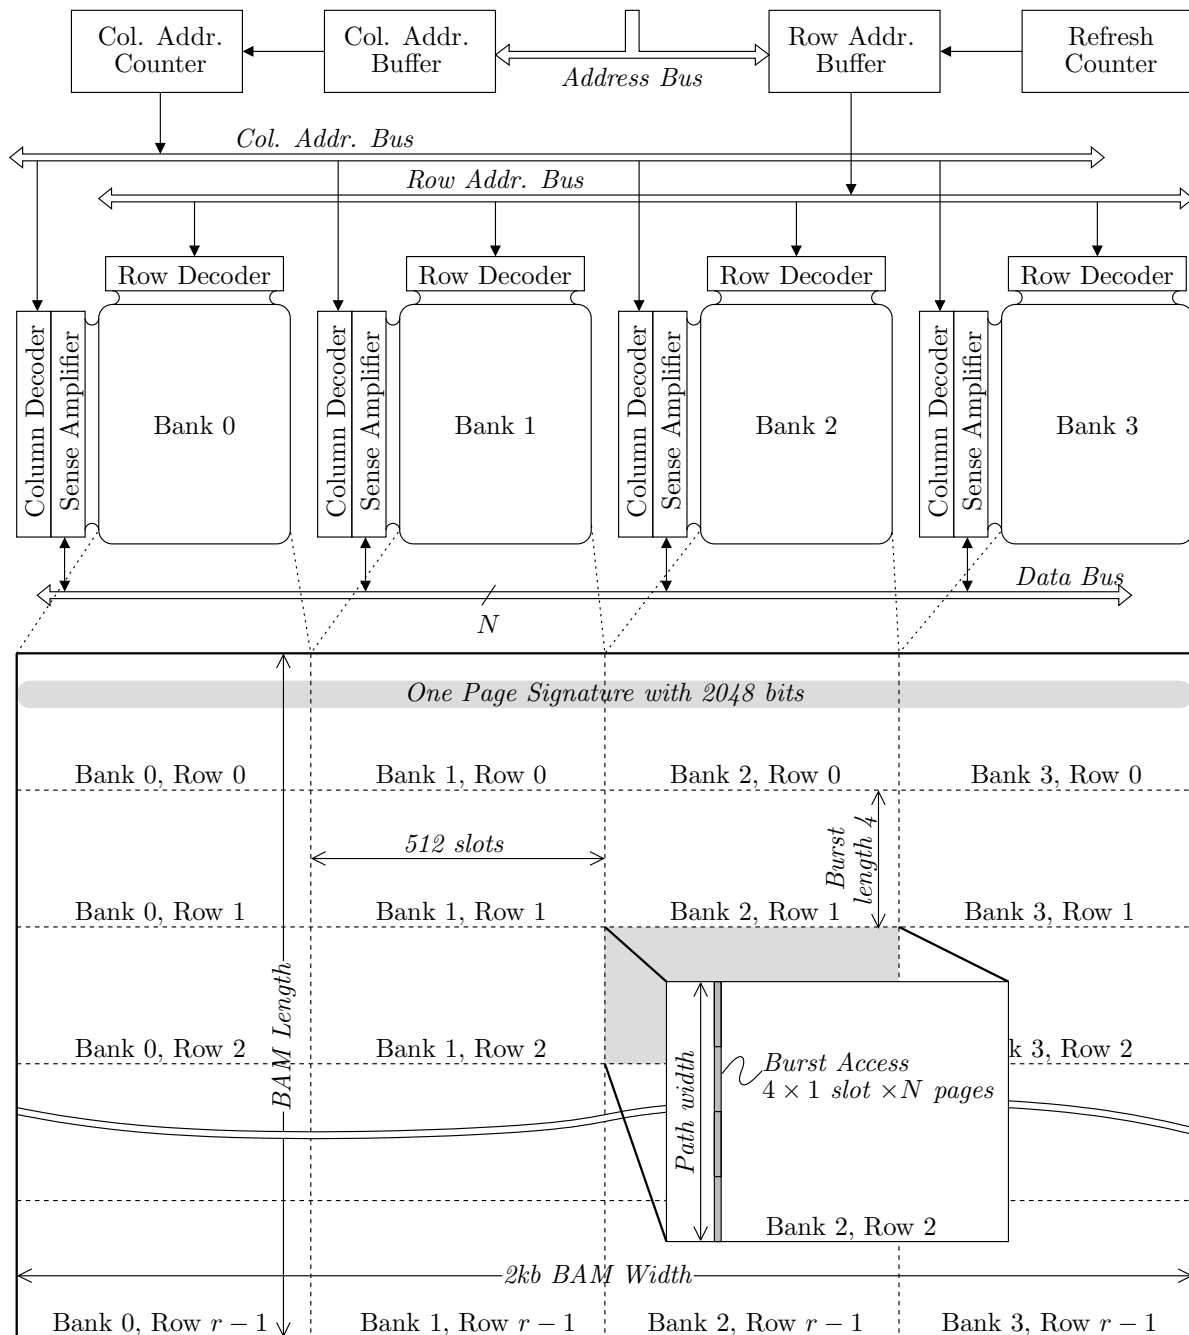 Col. Addr.
Counter
Col. Addr.
Buffer
Address Bus
Row Addr.
Buffer
Refresh
Counter
Col. Addr. Bus
Row Addr. Bus
Row Decoder
Row Decoder
Row Decoder
Row Decoder
Column Decoder
Sense Amplifier
Bank 0
Column Decoder
Sense Amplifier
Bank 1
Column Decoder
Sense Amplifier
Bank 2
Column Decoder
Sense Amplifier
Bank 3
Data Bus
N
One Page Signature with 2048 bits
Bank 0, Row 0
Bank 1, Row 0
Bank 2, Row 0
Bank 3, Row 0
512 slots
Burst
length 4
Bank 0, Row 1
Bank 1, Row 1
Bank 2, Row 1
Bank 3, Row 1
BAM Length
Bank 0, Row 2
Bank 1, Row 2
k 3, Row 2
Path width
Burst Access
4 × 1 slot ×N pages
Bank 2, Row 2
2kb BAM Width
Bank 0, Row r − 1
Bank 1, Row r − 1
Bank 2, Row r − 1
Bank 3, Row r − 1